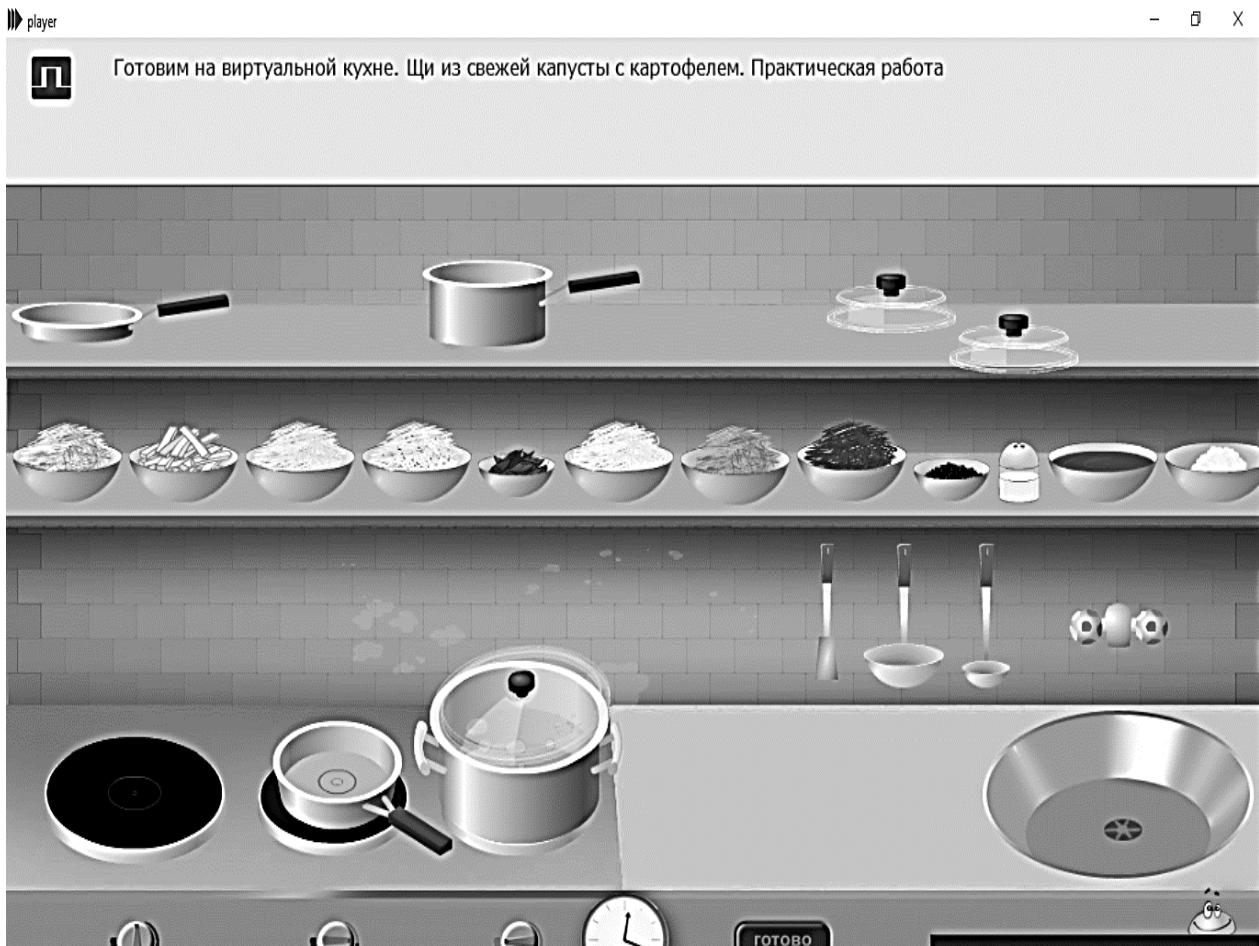 player
Готовим на виртуальной кухне. Щи из свежей капусты с картофелем. Практическая работа
ГОТОВО